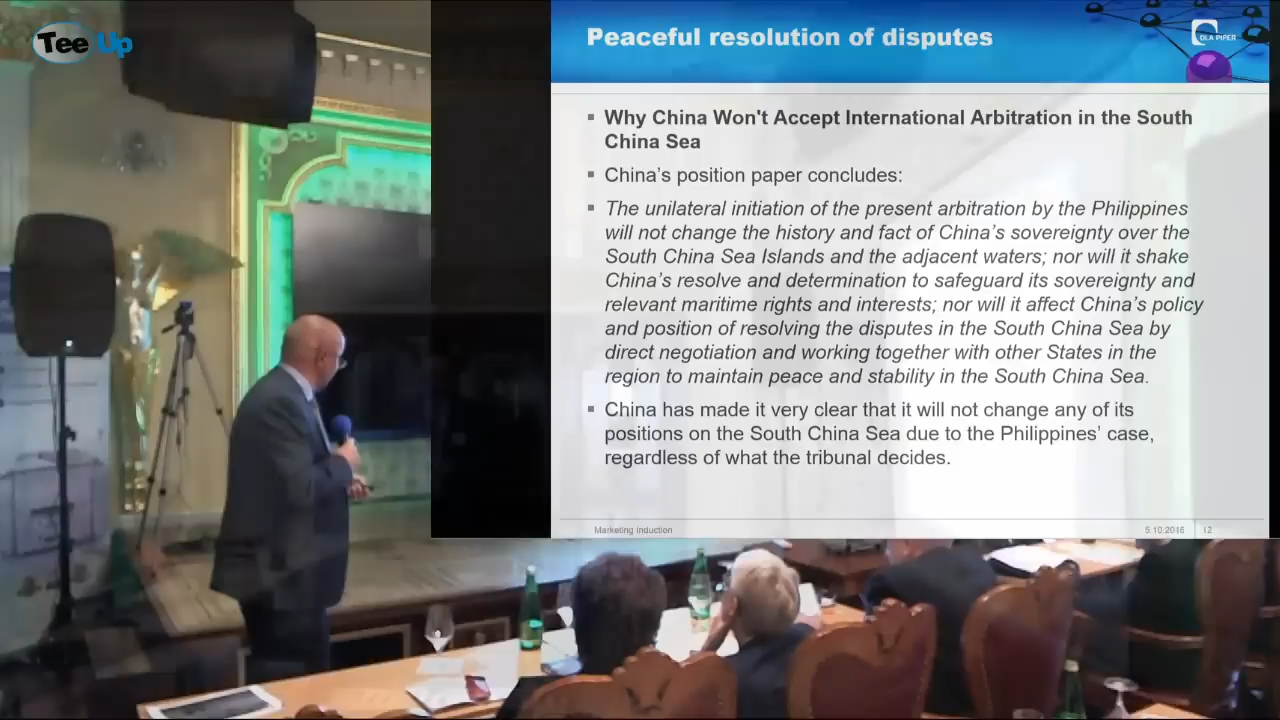 Tee Up
Peaceful resolution of disputes
DLA PIPER
Why China Won't Accept International Arbitration in the South
China Sea
China’s position paper concludes:
The unilateral initiation of the present arbitration by the Philippines
will not change the history and fact of China’s sovereignty over the
South China Sea Islands and the adjacent waters; nor will it shake
China’s resolve and determination to safeguard its sovereignty and
relevant maritime rights and interests; nor will it affect China’s policy
and position of resolving the disputes in the South China Sea by
direct negotiation and working together with other States in the
region to maintain peace and stability in the South China Sea.
China has made it very clear that it will not change any of its
positions on the South China Sea due to the Philippines’ case,
regardless of what the tribunal decides.
Marketing Induction
5.10.2016
12